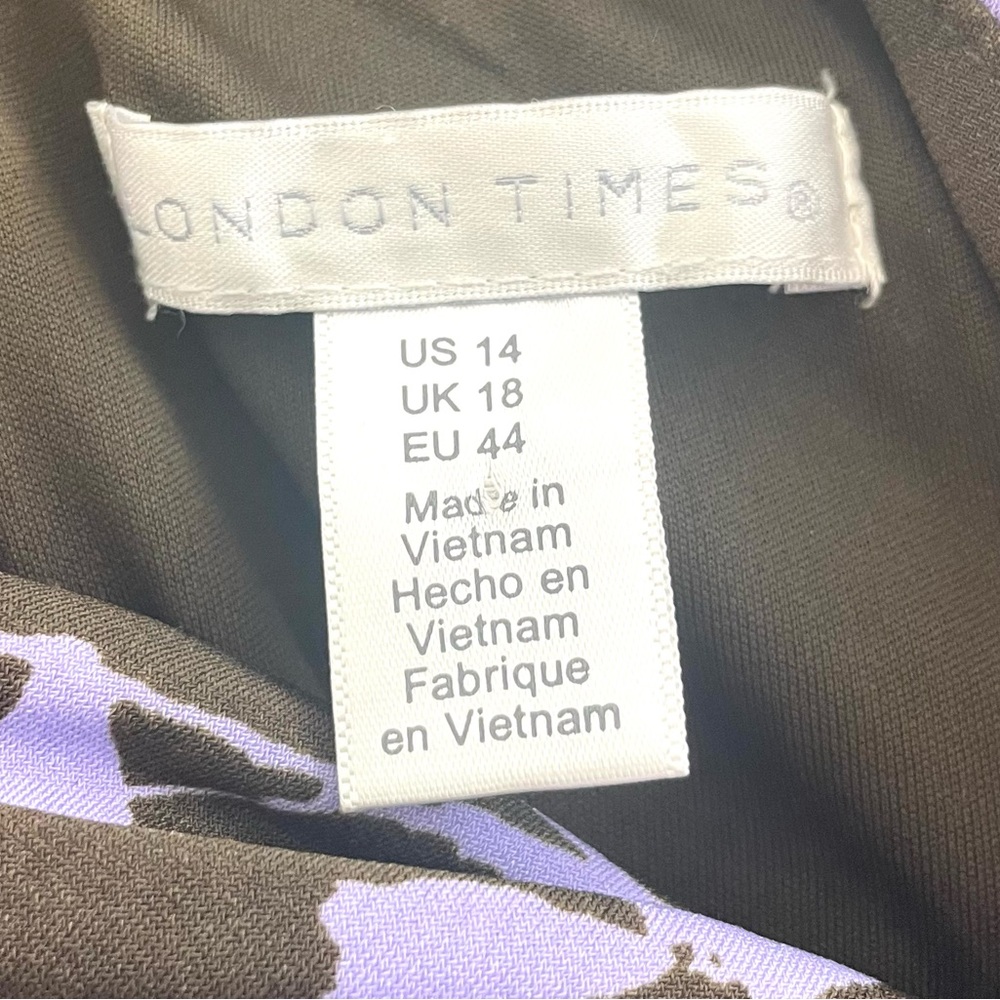 LONDON TIMES®
US 14
UK 18
EU 44
Made in
Vietnam
Hecho en
Vietnam
Fabrique
en Vietnam